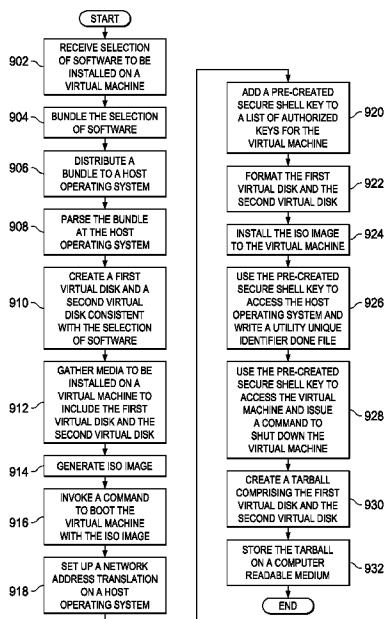 START
902
RECEIVE SELECTION
OF SOFTWARE TO BE
INSTALLED ON A
VIRTUAL MACHINE
904
BUNDLE THE SELECTION
OF SOFTWARE
906
DISTRIBUTE A
BUNDLE TO A HOST
OPERATING SYSTEM
908
PARSE THE BUNDLE
AT THE HOST
OPERATING SYSTEM
910
CREATE A FIRST
VIRTUAL DISK AND A
SECOND VIRTUAL
DISK CONSISTENT
WITH THE SELECTION
OF SOFTWARE
912
GATHER MEDIA TO BE
INSTALLED ON A
VIRTUAL MACHINE TO
INCLUDE THE FIRST
VIRTUAL DISK AND THE
SECOND VIRTUAL DISK
914
GENERATE ISO IMAGE
916
INVOKE A COMMAND
TO BOOT THE
VIRTUAL MACHINE
WITH THE ISO IMAGE
918
SET UP A NETWORK
ADDRESS TRANSLATION
ON A HOST
OPERATING SYSTEM
ADD A PRE-CREATED
SECURE SHELL KEY TO
A LIST OF AUTHORIZED
KEYS FOR THE
VIRTUAL MACHINE
920
FORMAT THE FIRST
VIRTUAL DISK AND THE
SECOND VIRTUAL DISK
922
INSTALL THE ISO IMAGE
TO THE VIRTUAL MACHINE
924
USE THE PRE-CREATED
SECURE SHELL KEY TO
ACCESS THE HOST
OPERATING SYSTEM AND
WRITE A UTILITY UNIQUE
IDENTIFIER DONE FILE
926
USE THE PRE-CREATED
SECURE SHELL KEY TO
ACCESS THE VIRTUAL
MACHINE AND ISSUE
A COMMAND TO
SHUT DOWN THE
VIRTUAL MACHINE
928
CREATE A TARBALL
COMPRISING THE FIRST
VIRTUAL DISK AND THE
SECOND VIRTUAL DISK
930
STORE THE TARBALL
ON A COMPUTER
READABLE MEDIUM
932
END